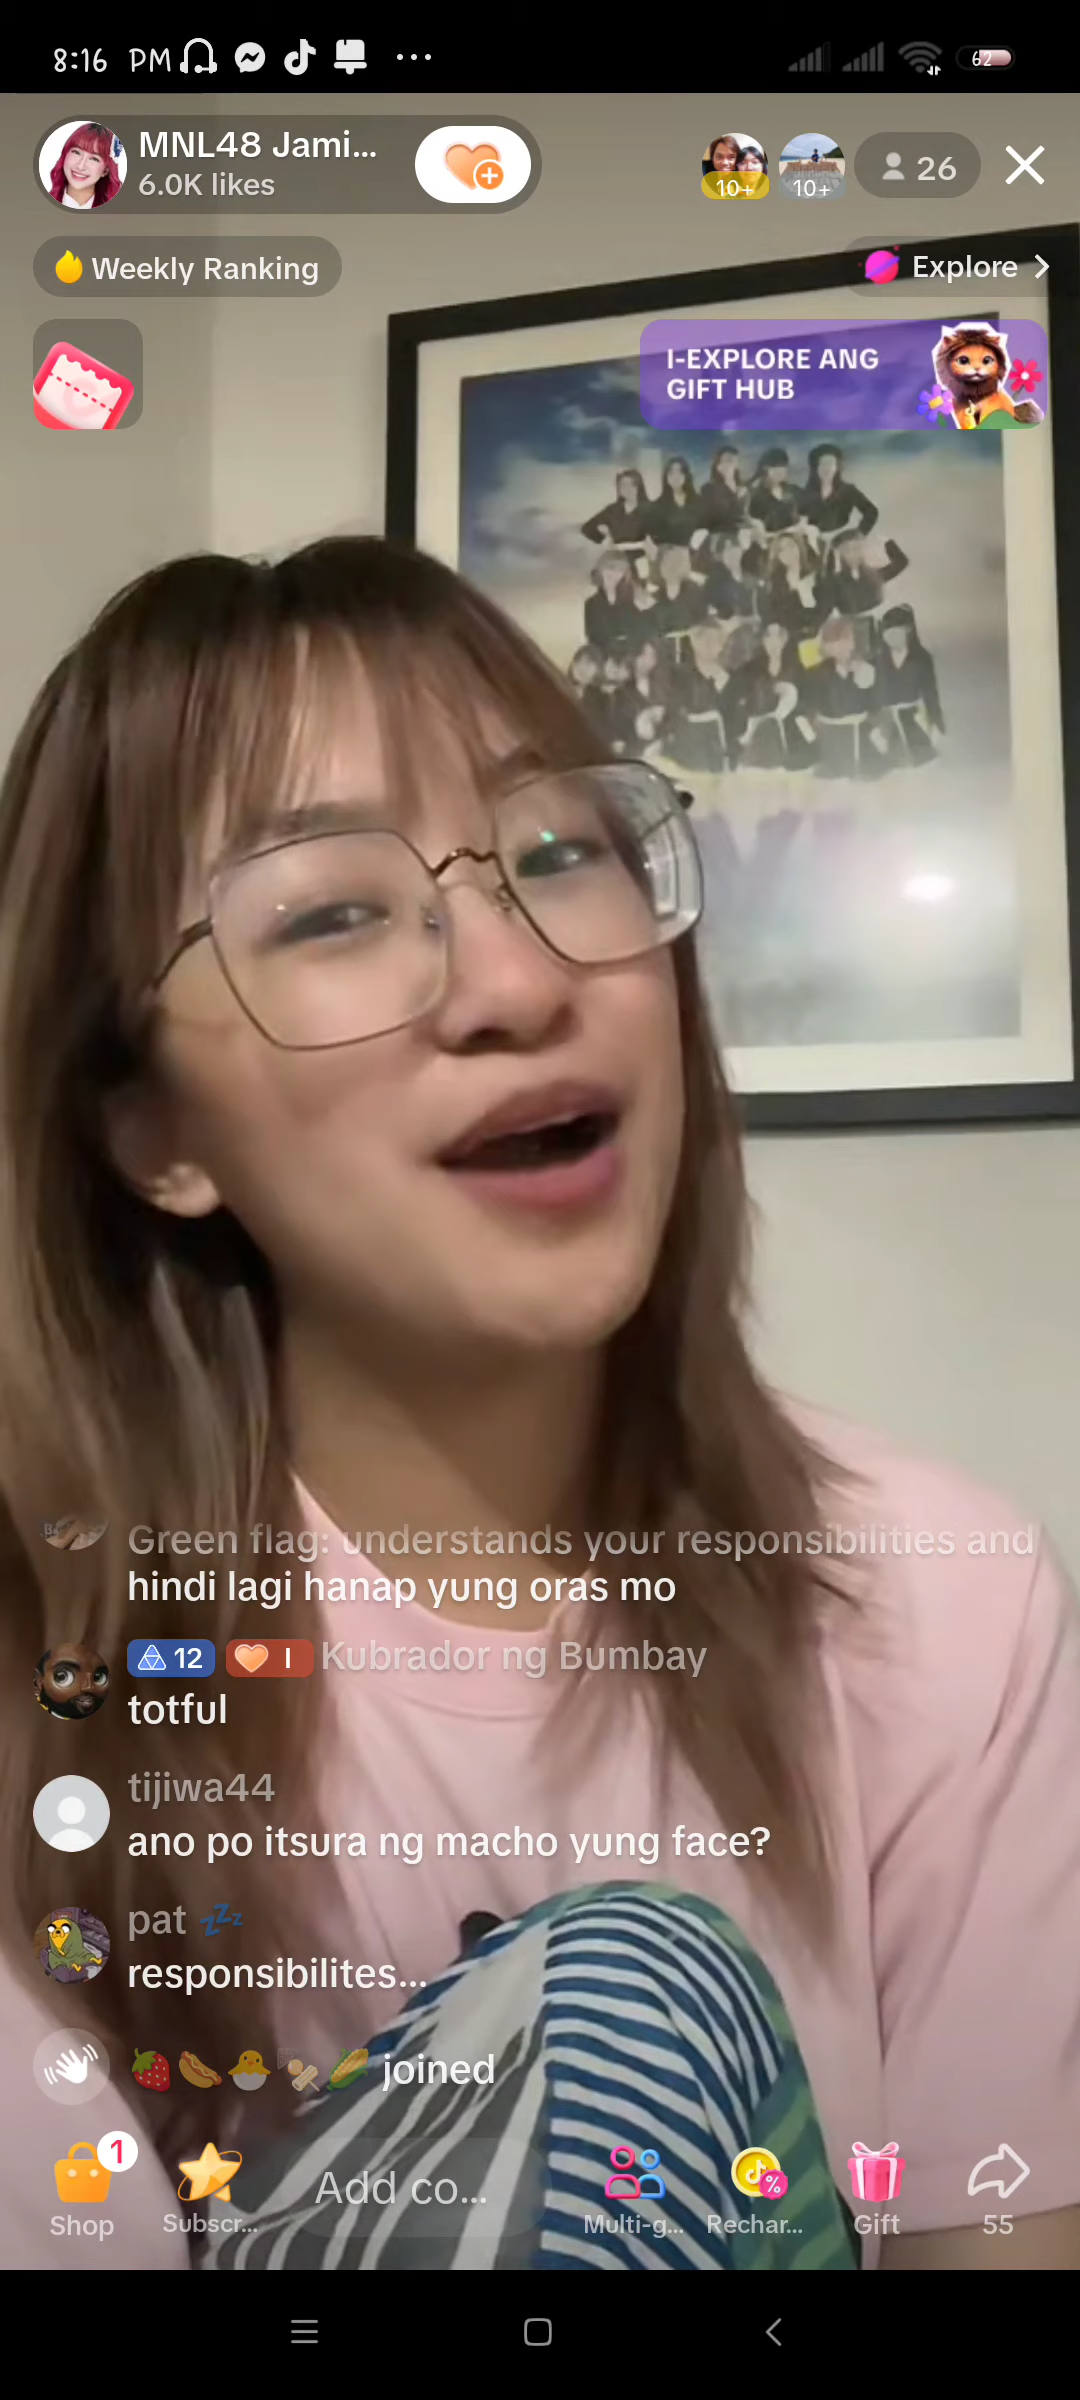 8:16 PM
62
MNL48 Jami...
6.0K likes
10+
10+
26
Weekly Ranking
Explore
I-EXPLORE ANG
GIFT HUB
Green flag: understands your responsibilities and
hindi lagi hanap yung oras mo
12 I Kubrador ng Bumbay
totful
tijiwa44
ano po itsura ng macho yung face?
pat 💤
responsibilites...
🍓🌭🐥🍢🌽 joined
1
Shop
Subscr...
Add co...
Multi-g...
Rechar...
Gift
55